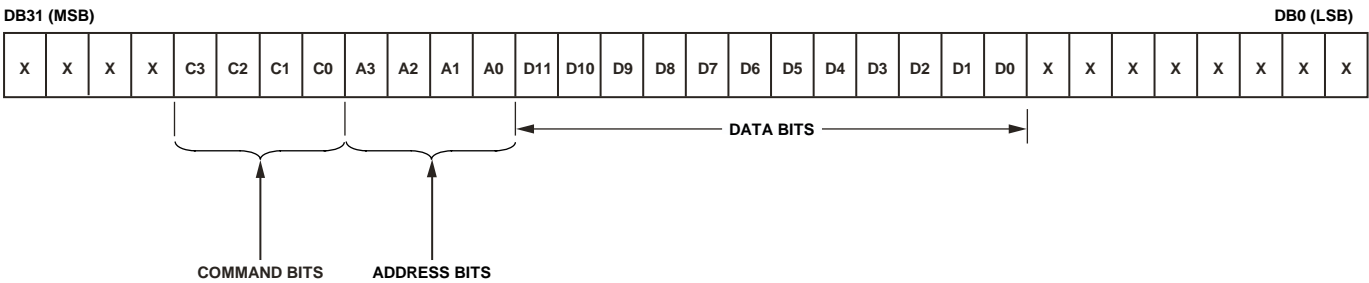 DB31 (MSB) DB0 (LSB)
X X X X C3 C2 C1 C0 A3 A2 A1 A0 D11 D10 D9 D8 D7 D6 D5 D4 D3 D2 D1 D0 X X X X X X X X
DATA BITS
COMMAND BITS ADDRESS BITS